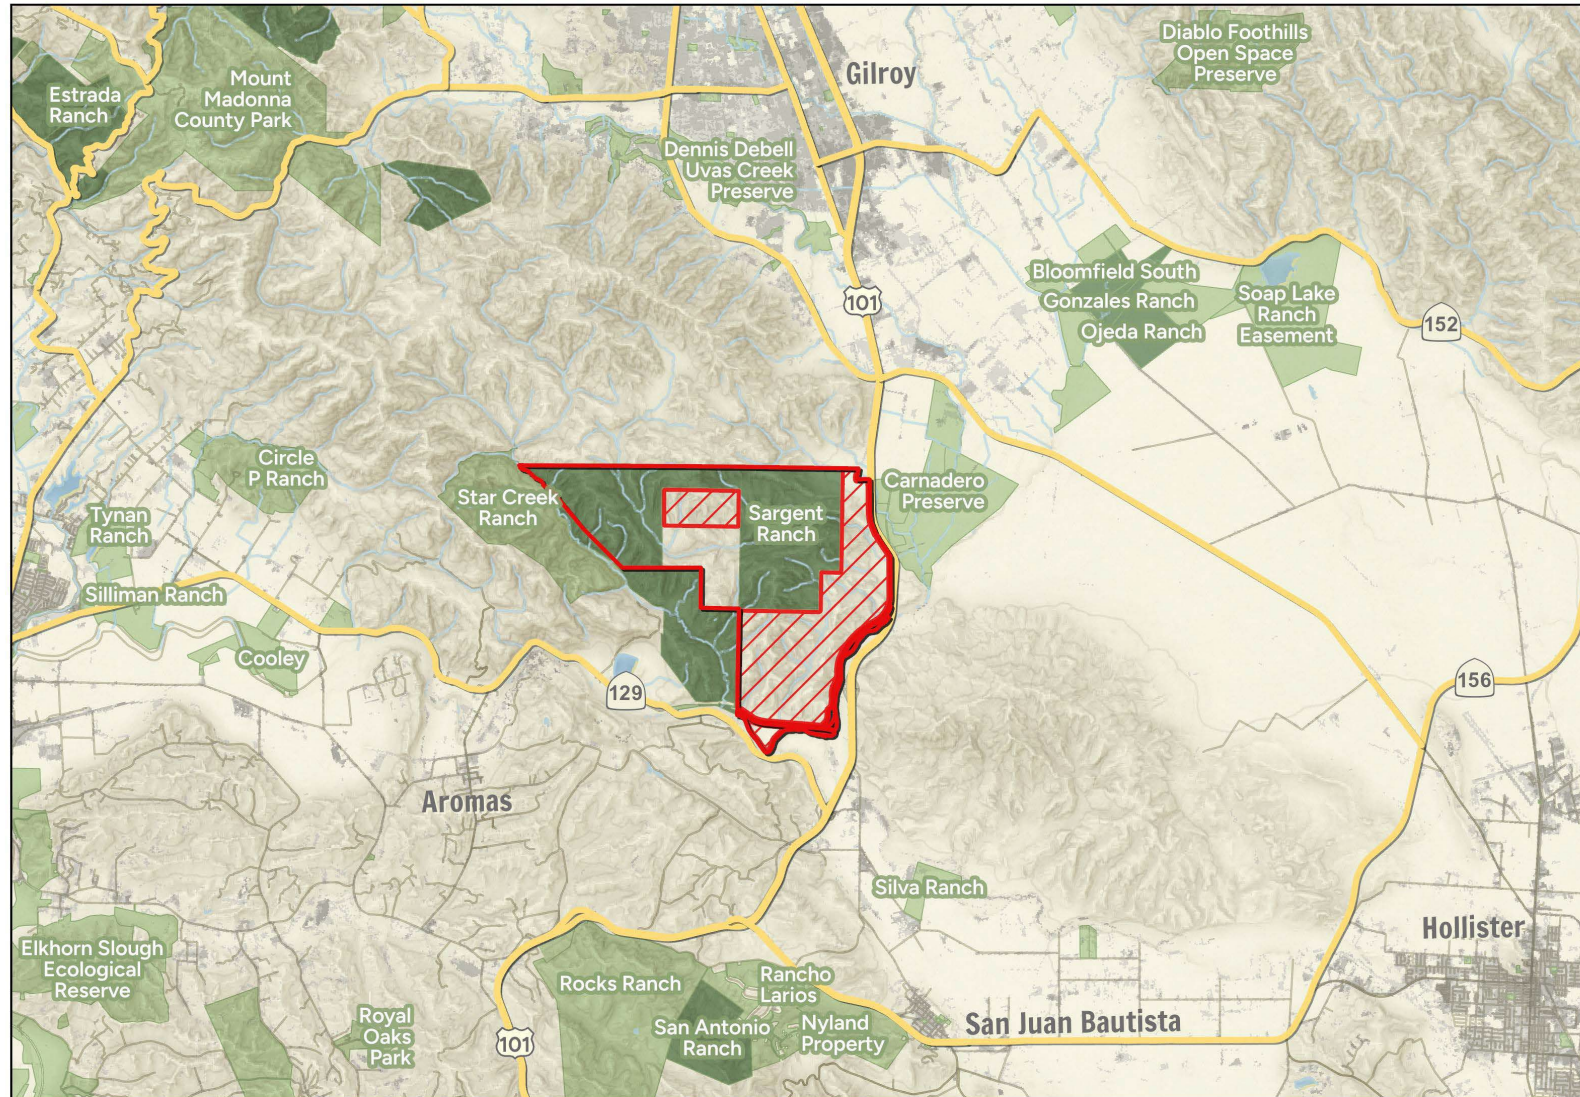 Diablo Foothills
Open Space
Preserve
Gilroy
Mount
Madonna
County Park
Estrada
Ranch
Dennis Debell
Uvas Creek
Preserve
Bloomfield South
Gonzales Ranch
Ojeda Ranch
Soap Lake
Ranch
Easement
101
152
Circle
P Ranch
Star Creek
Ranch
Sargent
Ranch
Carnadero
Preserve
Tynan
Ranch
Silliman Ranch
Cooley
129
156
Aromas
Silva Ranch
Hollister
Elkhorn Slough
Ecological
Reserve
Rocks Ranch
Rancho
Larios
Royal
Oaks
Park
San Antonio
Ranch
Nyland
Property
San Juan Bautista
101